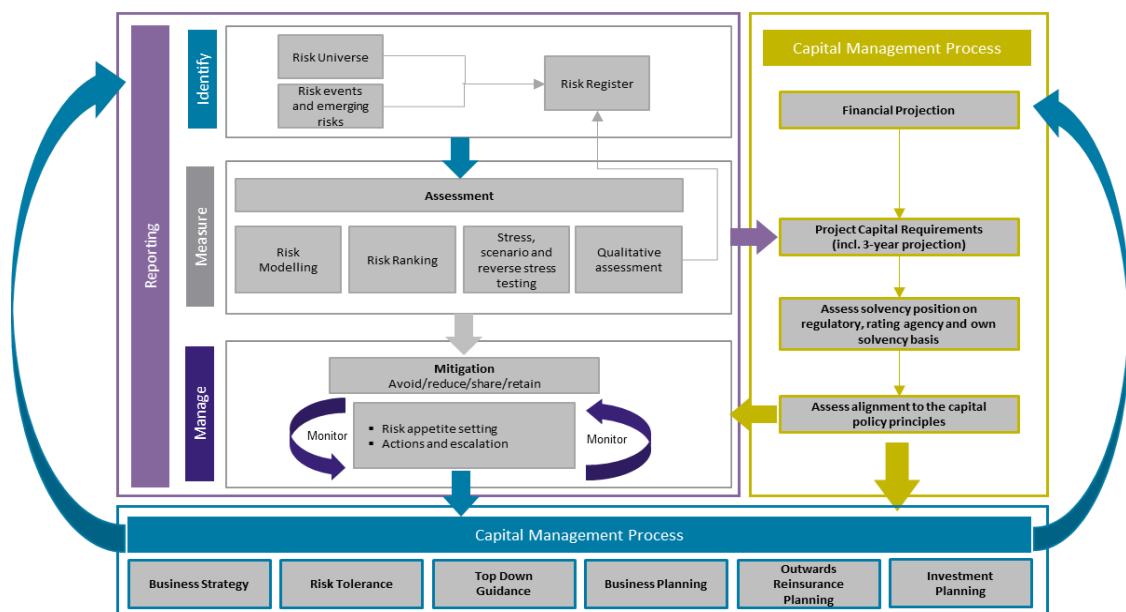 Reporting
Identify
Risk Universe
Risk events
and emerging
risks
Risk Register
Measure
Assessment
Risk
Modelling
Risk Ranking
Stress,
scenario and
reverse stress
testing
Qualitative
assessment
Manage
Mitigation
Avoid/reduce/share/retain
Monitor
▪ Risk appetite setting
▪ Actions and escalation
Monitor
Capital Management Process
Financial Projection
Project Capital Requirements
(incl. 3-year projection)
Assess solvency position on
regulatory, rating agency and own
solvency basis
Assess alignment to the capital
policy principles
Capital Management Process
Business Strategy
Risk Tolerance
Top Down
Guidance
Business Planning
Outwards
Reinsurance
Planning
Investment
Planning